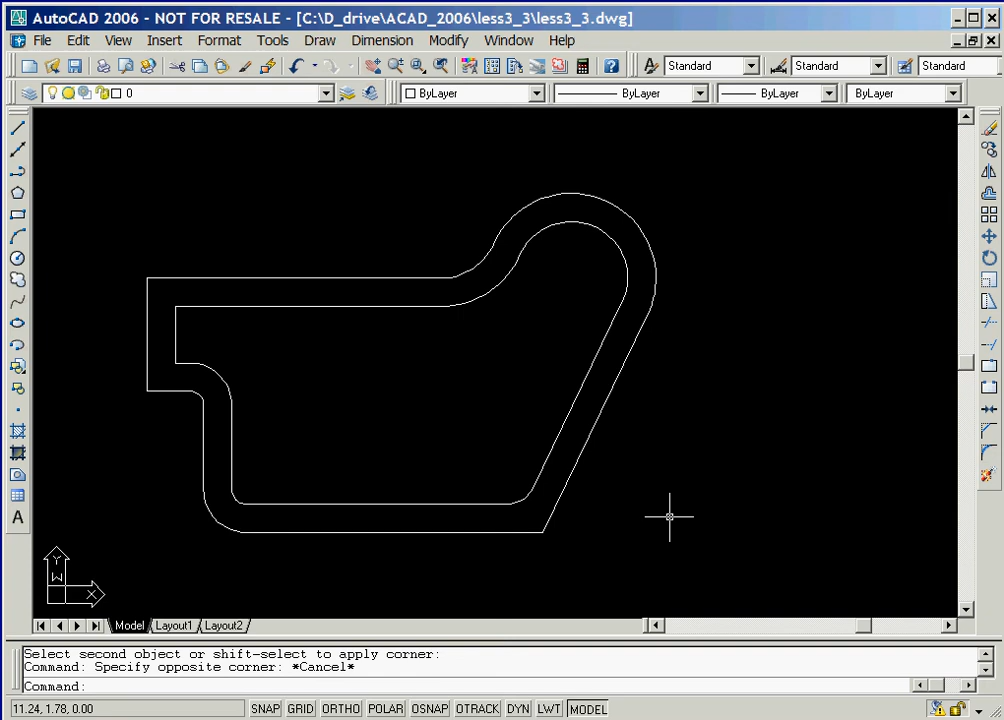 AutoCAD 2006 - NOT FOR RESALE - [C:\D_drive\ACAD_2006\less3_3\less3_3.dwg]
File Edit View Insert Format Tools Draw Dimension Modify Window Help
Standard Standard Standard
0 ByLayer ByLayer ByLayer ByLayer
A
Y
W
X
Model Layout1 Layout2
Select second object or shift-select to apply corner:
Command: Specify opposite corner: *Cancel*
Command:
11.24, 1.78, 0.00 SNAP GRID ORTHO POLAR OSNAP OTRACK DYN LWT MODEL